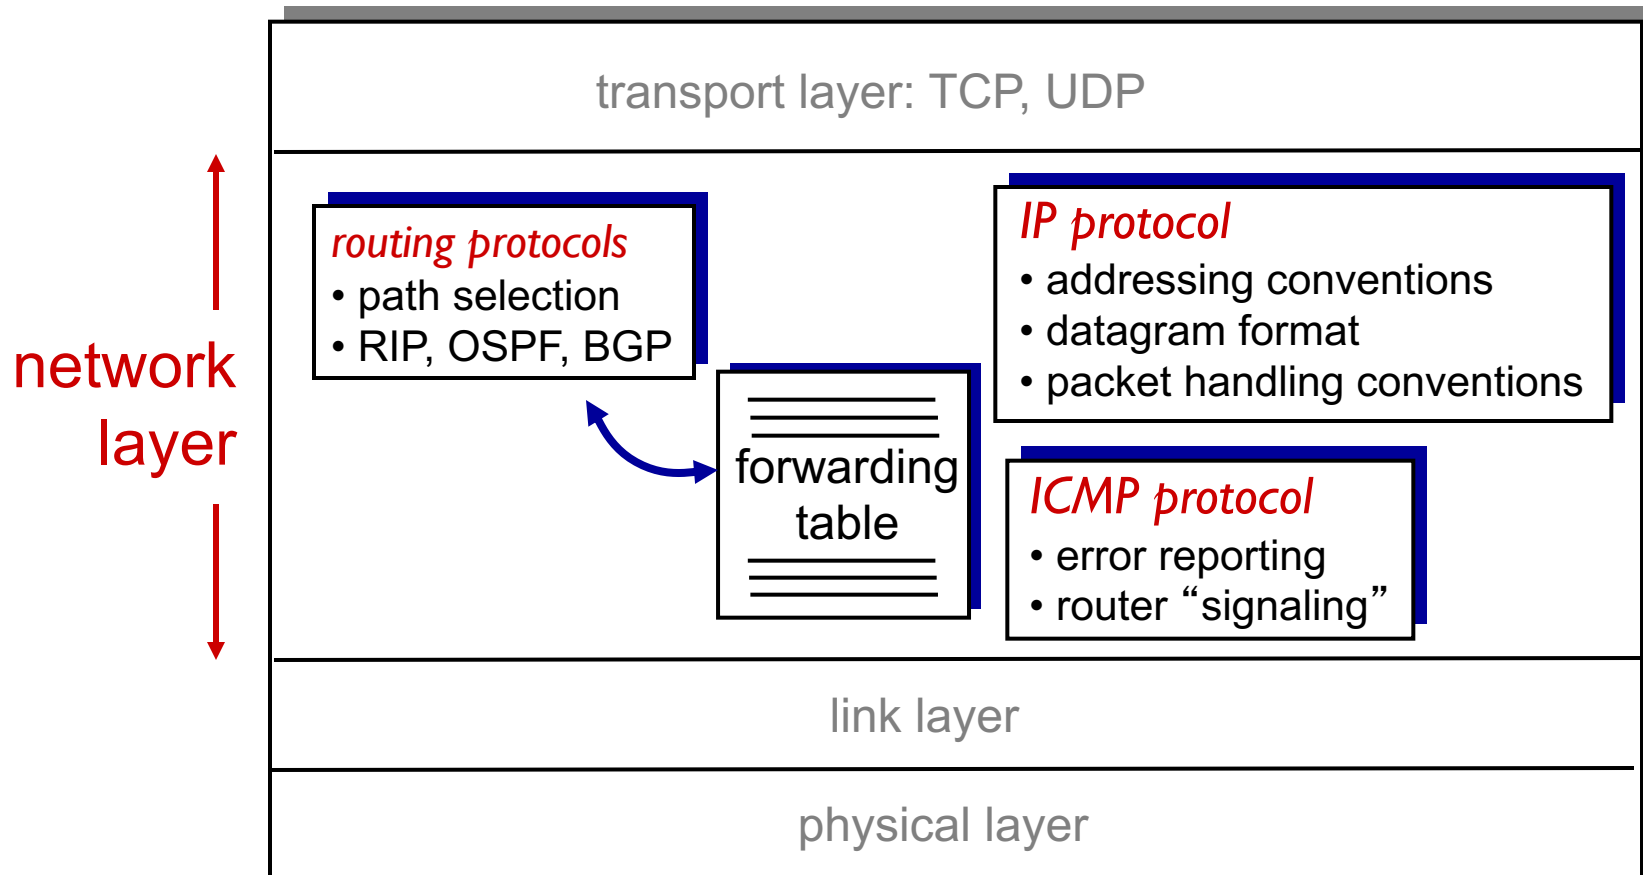 transport layer: TCP, UDP
network
layer
routing protocols
• path selection
• RIP, OSPF, BGP
forwarding
table
IP protocol
• addressing conventions
• datagram format
• packet handling conventions
ICMP protocol
• error reporting
• router “signaling”
link layer
physical layer